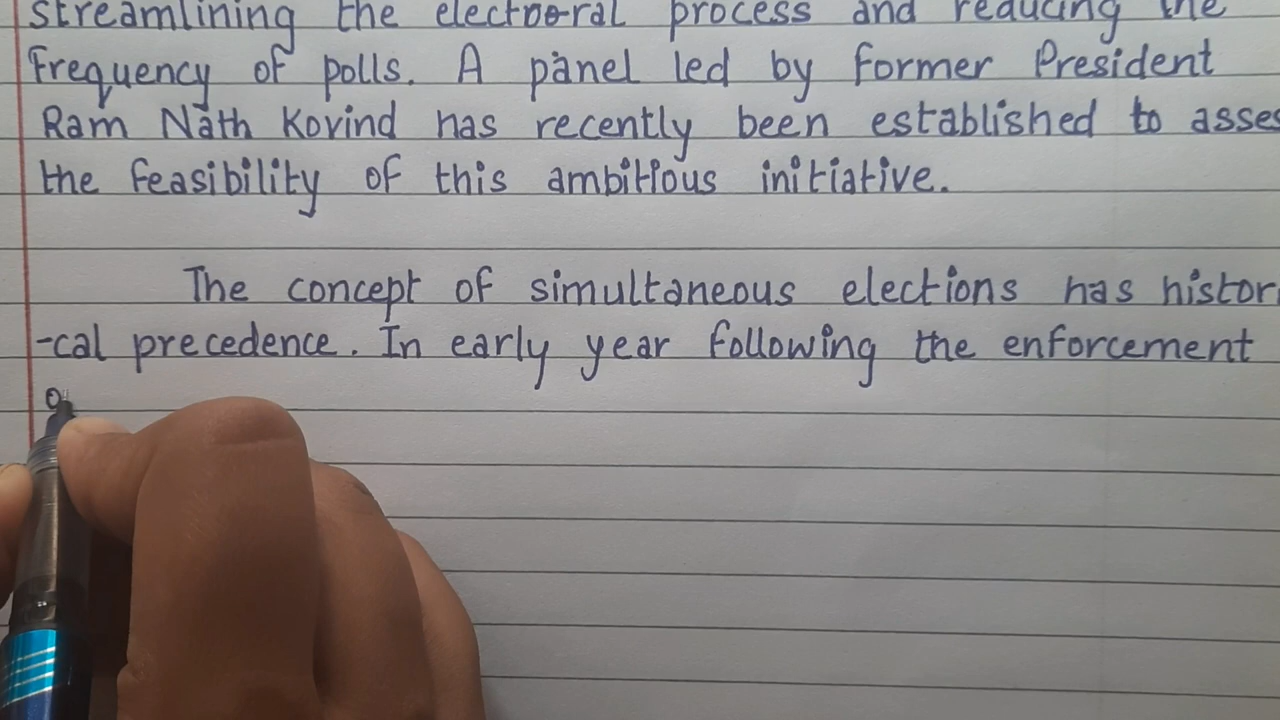 streamlining the electroral process and reducing the
frequency of polls. A panel led by former President
Ram Nath Kovind has recently been established to asses
the feasibility of this ambitious initiative.
The concept of simultaneous elections has histori
-cal precedence. In early year following the enforcement
o